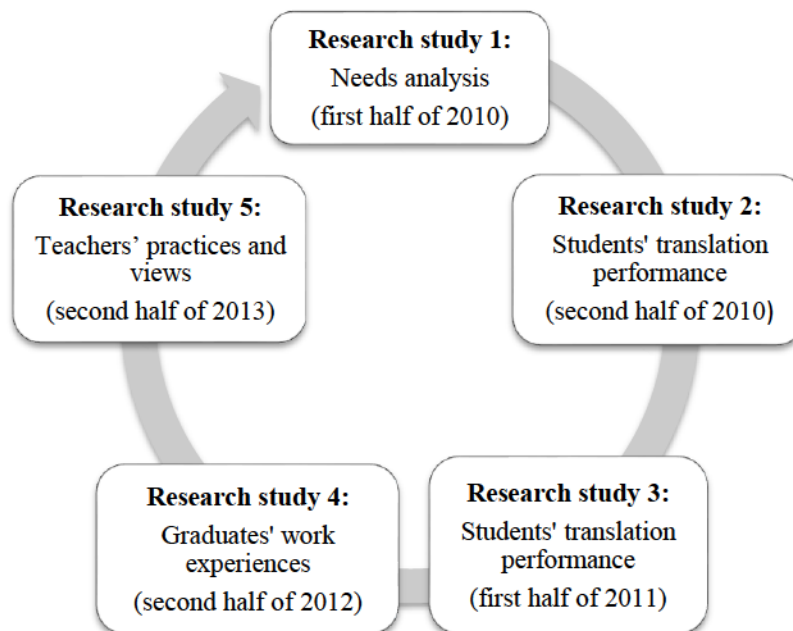 Research study 1:
Needs analysis
(first half of 2010)
Research study 2:
Students' translation
performance
(second half of 2010)
Research study 3:
Students' translation
performance
(first half of 2011)
Research study 4:
Graduates' work
experiences
(second half of 2012)
Research study 5:
Teachers’ practices and
views
(second half of 2013)